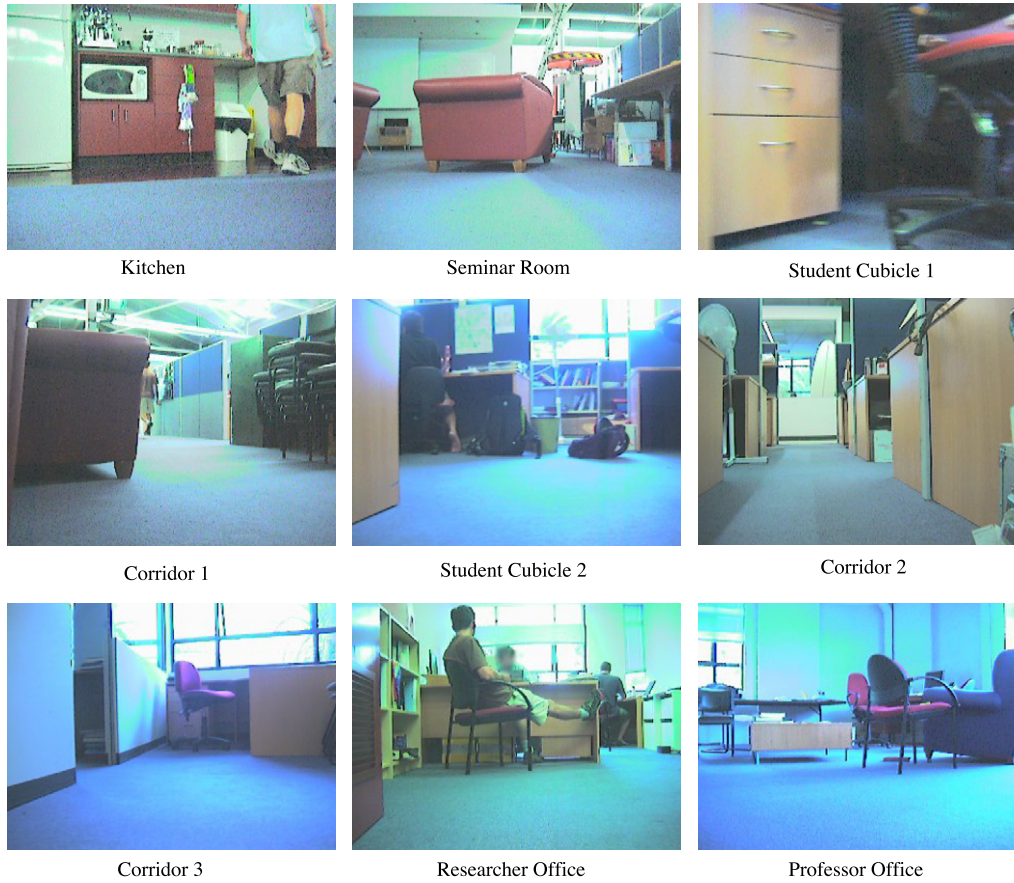 Kitchen
Seminar Room
Student Cubicle 1
Corridor 1
Student Cubicle 2
Corridor 2
Corridor 3
Researcher Office
Professor Office